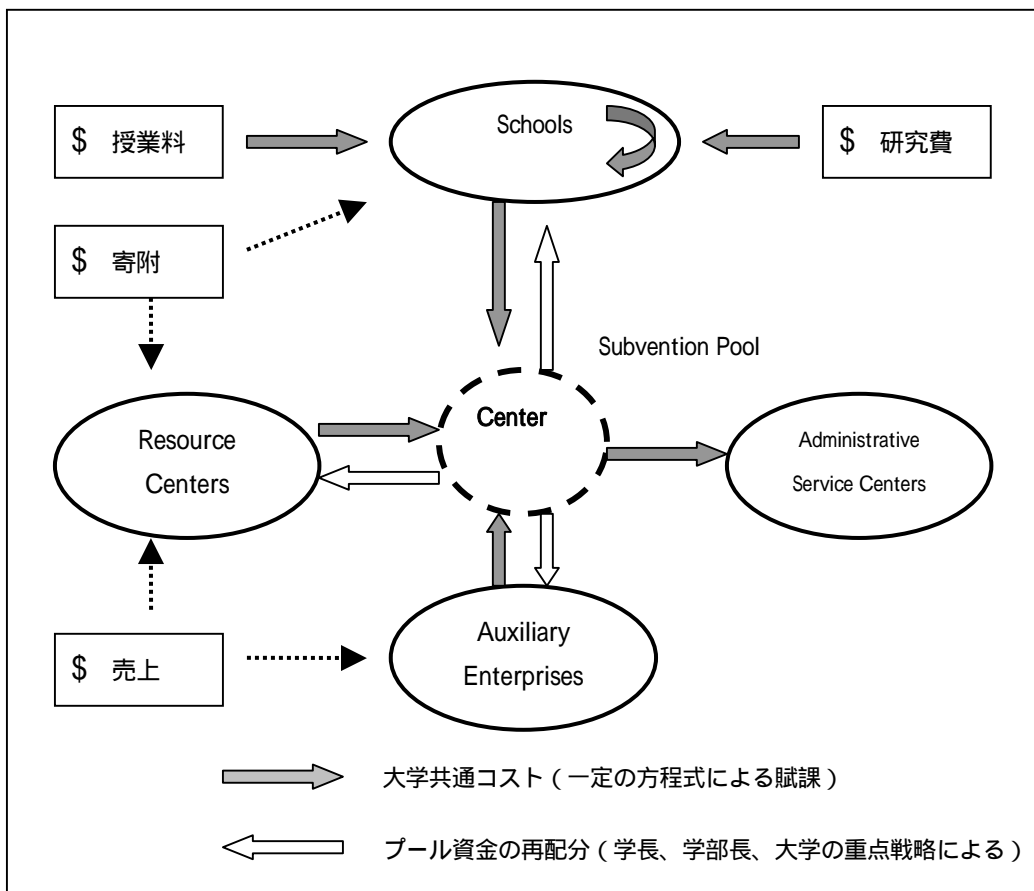 Schools
$ 授業料
$ 研究費
$ 寄附
Subvention Pool
Center
Resource
Centers
Administrative
Service Centers
Auxiliary
Enterprises
$ 売上
大学共通コスト(一定の方程式による賦課)
プール資金の再配分(学長、学部長、大学の重点戦略による)